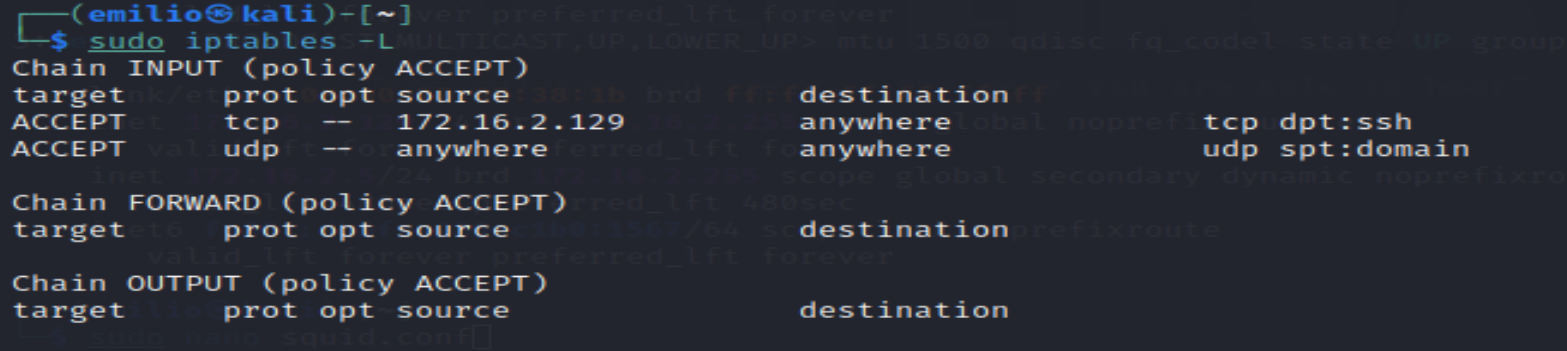 ┌──(emilio㉿kali)-[~]
└─$ sudo iptables -L
Chain INPUT (policy ACCEPT)
target     prot opt source               destination
ACCEPT     tcp  --  172.16.2.129         anywhere             tcp dpt:ssh
ACCEPT     udp  --  anywhere             anywhere             udp spt:domain
Chain FORWARD (policy ACCEPT)
target     prot opt source               destination
Chain OUTPUT (policy ACCEPT)
target     prot opt source               destination